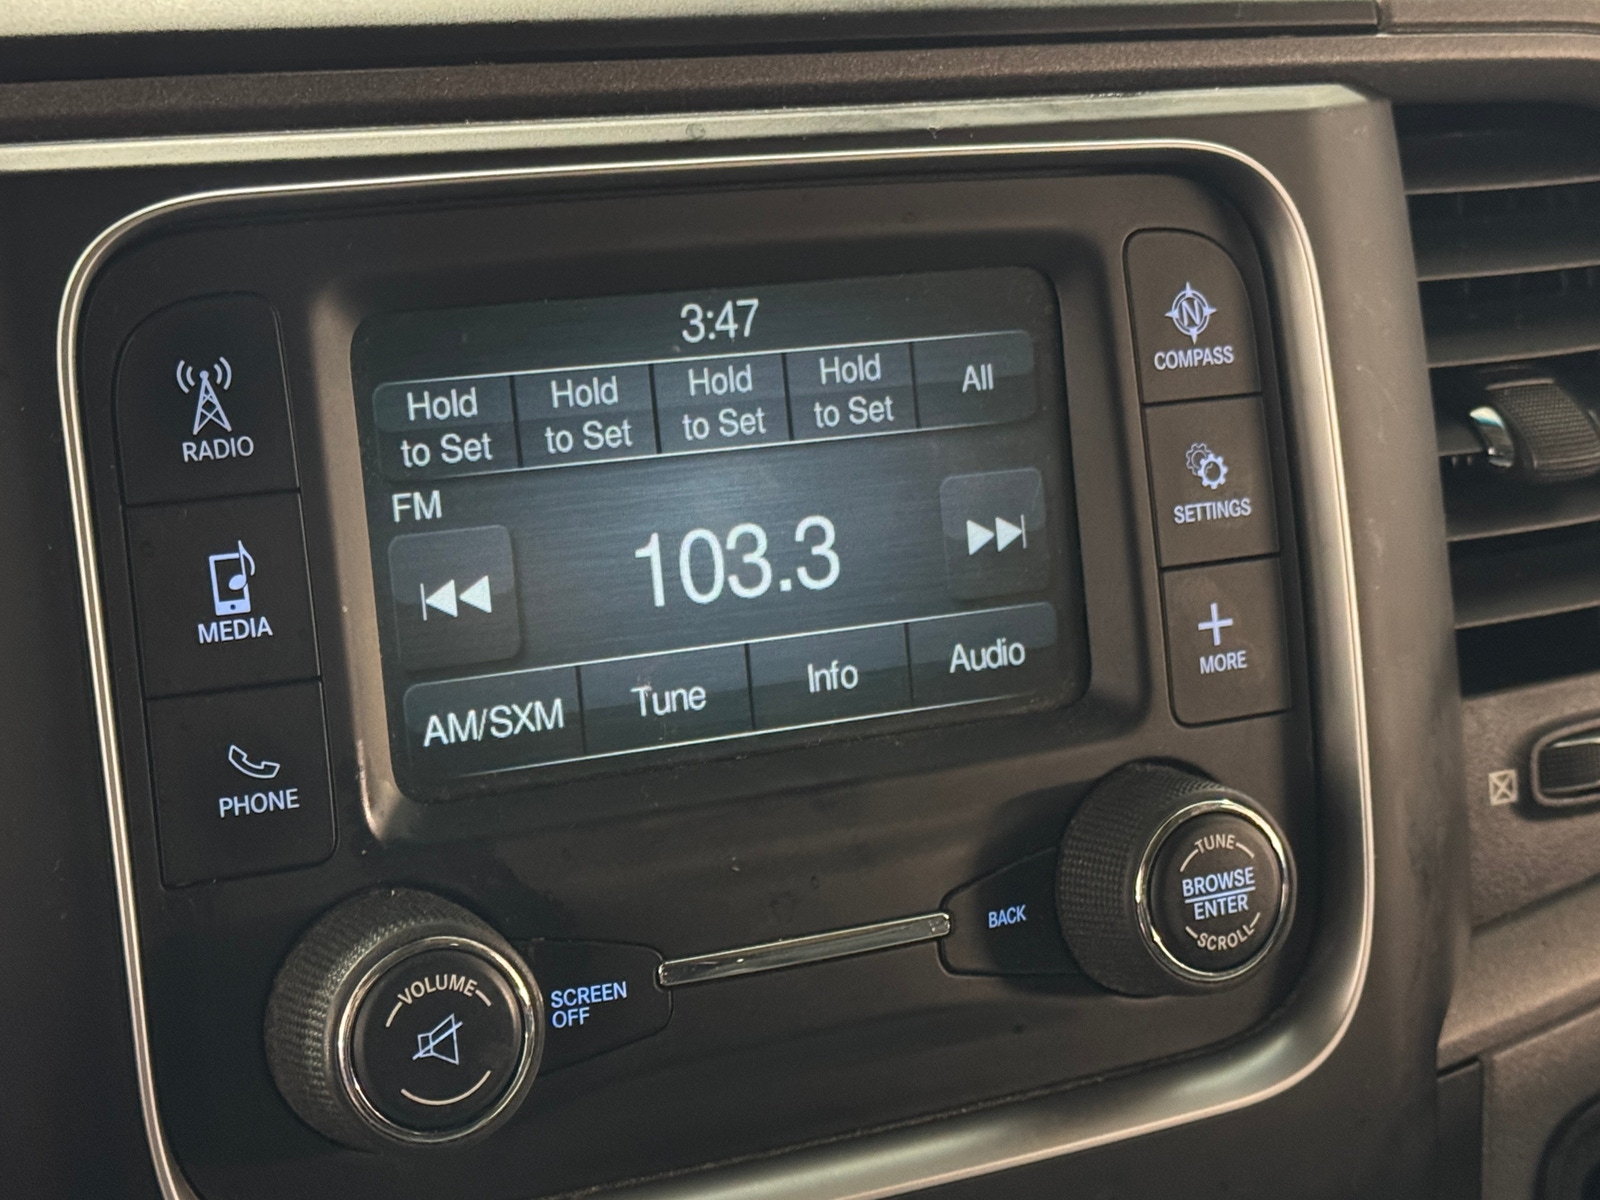 3:47
Hold
to Set
Hold
to Set
Hold
to Set
Hold
to Set
All
FM
103.3
AM/SXM
Tune
Info
Audio
RADIO
MEDIA
PHONE
N
COMPASS
SETTINGS
MORE
VOLUME
SCREEN
OFF
BACK
TUNE
BROWSE
ENTER
SCROLL